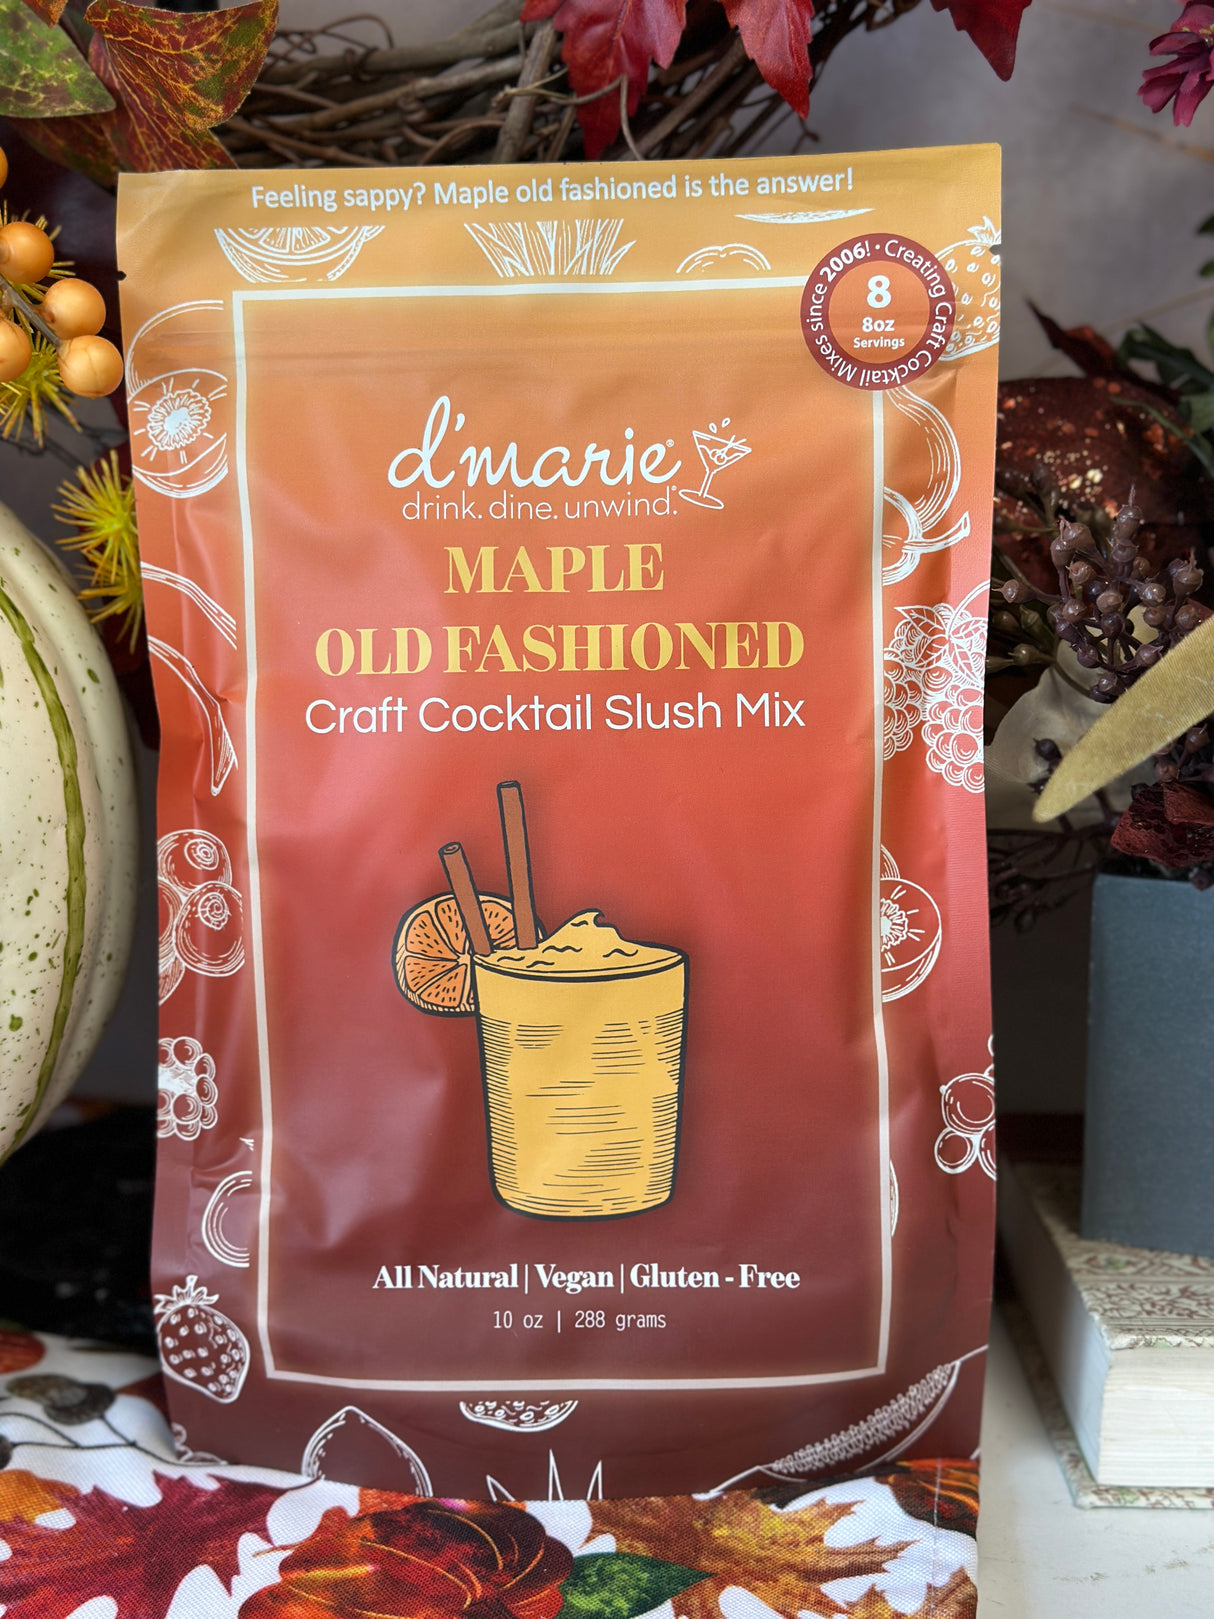 Feeling sappy? Maple old fashioned is the answer!
Creating Craft Cocktail Mixes since 2006! •
8
8oz
Servings
d'marie®
drink. dine. unwind.®
MAPLE
OLD FASHIONED
Craft Cocktail Slush Mix
All Natural | Vegan | Gluten - Free
10 oz | 288 grams